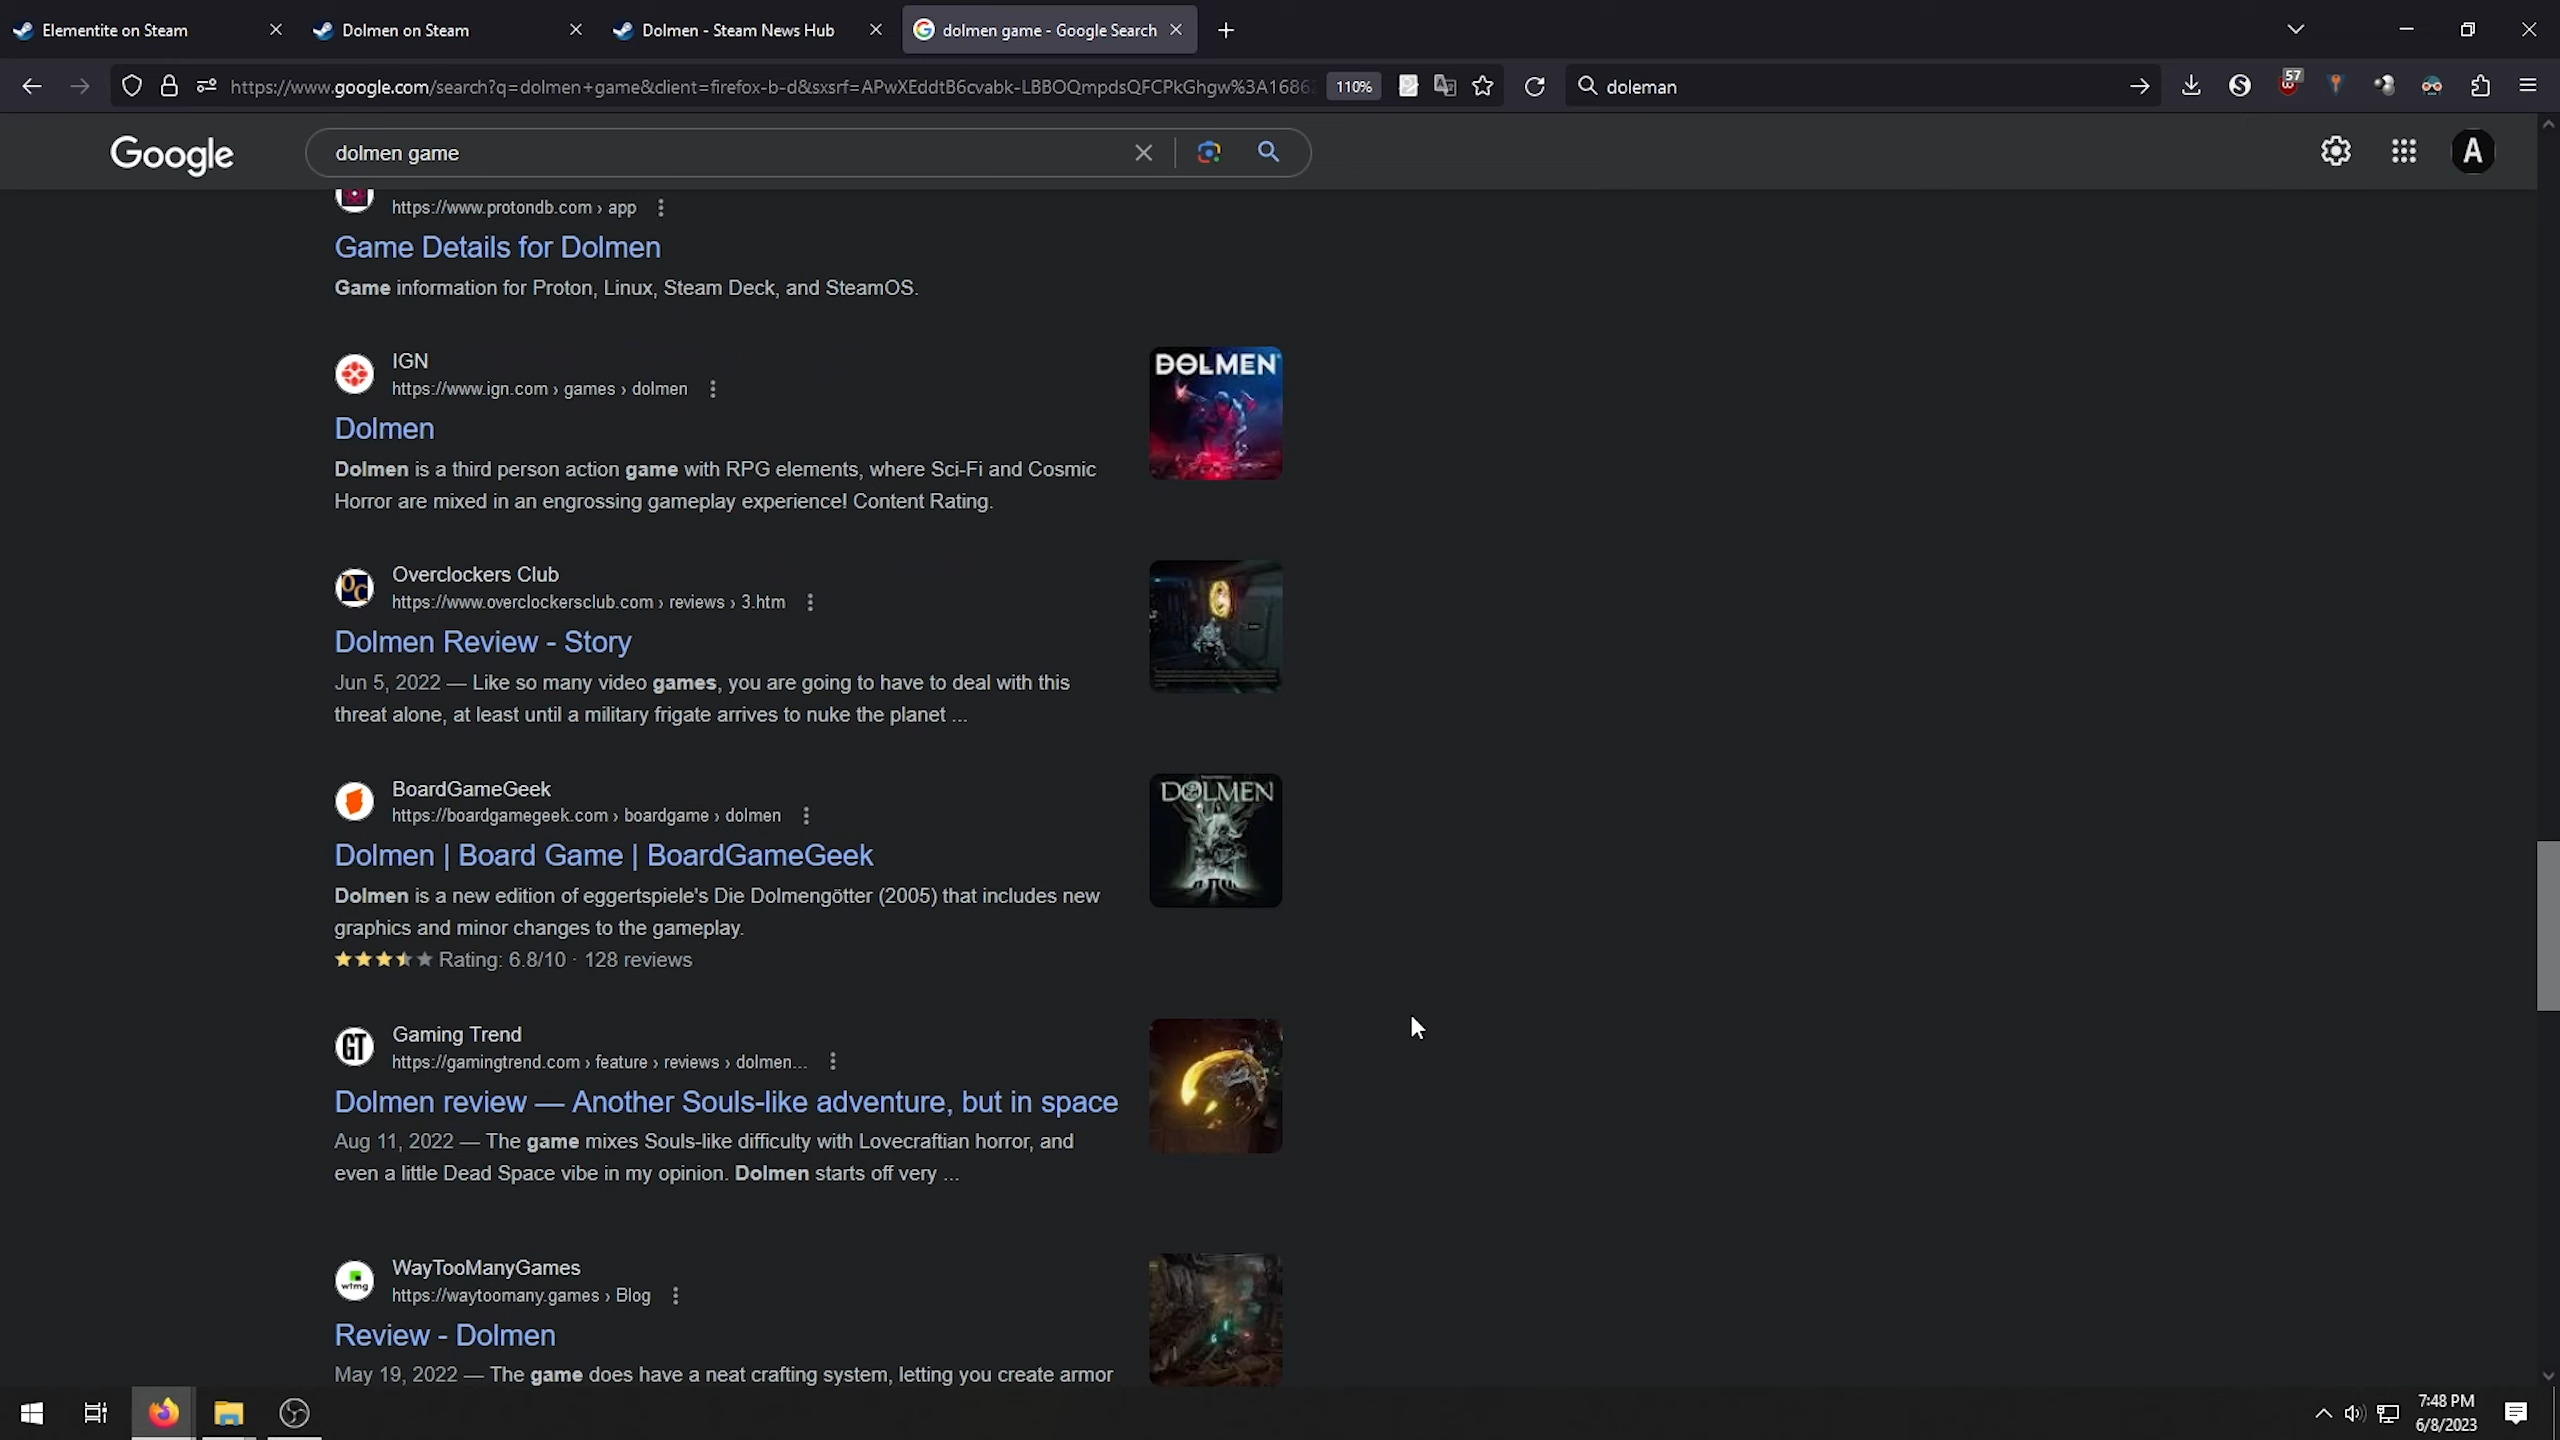 Elementite on Steam
Dolmen on Steam
Dolmen - Steam News Hub
dolmen game - Google Search
https://www.google.com/search?q=dolmen+game&client=firefox-b-d&sxsrf=APwXEddtB6cvabk-LBBOQmpdsQFCPkGhgw%3A1686
110%
doleman
57
Google
dolmen game
A
https://www.protondb.com › app
Game Details for Dolmen
Game information for Proton, Linux, Steam Deck, and SteamOS.
IGN
https://www.ign.com › games › dolmen
Dolmen
Dolmen is a third person action game with RPG elements, where Sci-Fi and Cosmic
Horror are mixed in an engrossing gameplay experience! Content Rating.
DOLMEN
Overclockers Club
https://www.overclockersclub.com › reviews › 3.htm
Dolmen Review - Story
Jun 5, 2022 — Like so many video games, you are going to have to deal with this
threat alone, at least until a military frigate arrives to nuke the planet ...
BoardGameGeek
https://boardgamegeek.com › boardgame › dolmen
Dolmen | Board Game | BoardGameGeek
Dolmen is a new edition of eggertspiele's Die Dolmengötter (2005) that includes new
graphics and minor changes to the gameplay.
Rating: 6.8/10 · 128 reviews
DOLMEN
GT
Gaming Trend
https://gamingtrend.com › feature › reviews › dolmen...
Dolmen review — Another Souls-like adventure, but in space
Aug 11, 2022 — The game mixes Souls-like difficulty with Lovecraftian horror, and
even a little Dead Space vibe in my opinion. Dolmen starts off very ...
wtmg
WayTooManyGames
https://waytoomany.games › Blog
Review - Dolmen
May 19, 2022 — The game does have a neat crafting system, letting you create armor
7:48 PM
6/8/2023